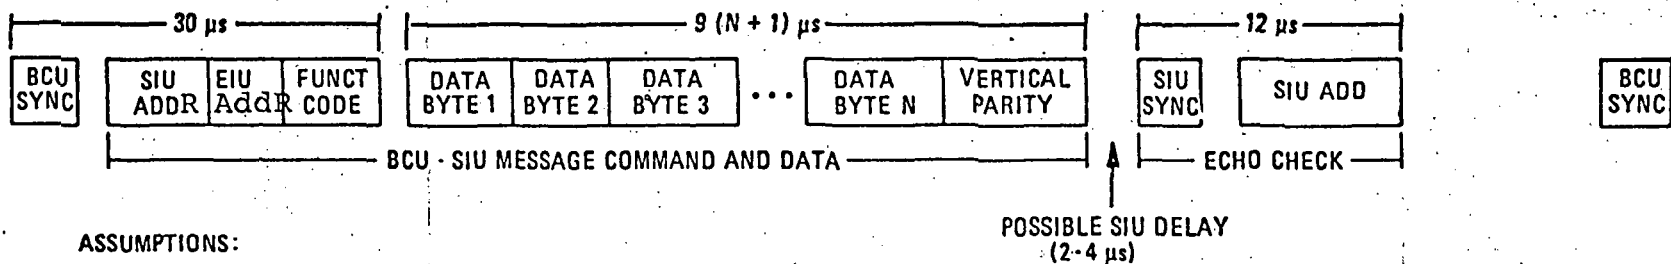 30 µs 9 (N + 1) µs 12 µs
BCU SYNC
SIU ADDR
EIU AddR
FUNCT CODE
DATA BYTE 1
DATA BYTE 2
DATA BYTE 3
•••
DATA BYTE N
VERTICAL PARITY
SIU SYNC
SIU ADD
BCU SYNC
BCU - SIU MESSAGE COMMAND AND DATA
ECHO CHECK
POSSIBLE SIU DELAY
(2-4 µs)
ASSUMPTIONS: